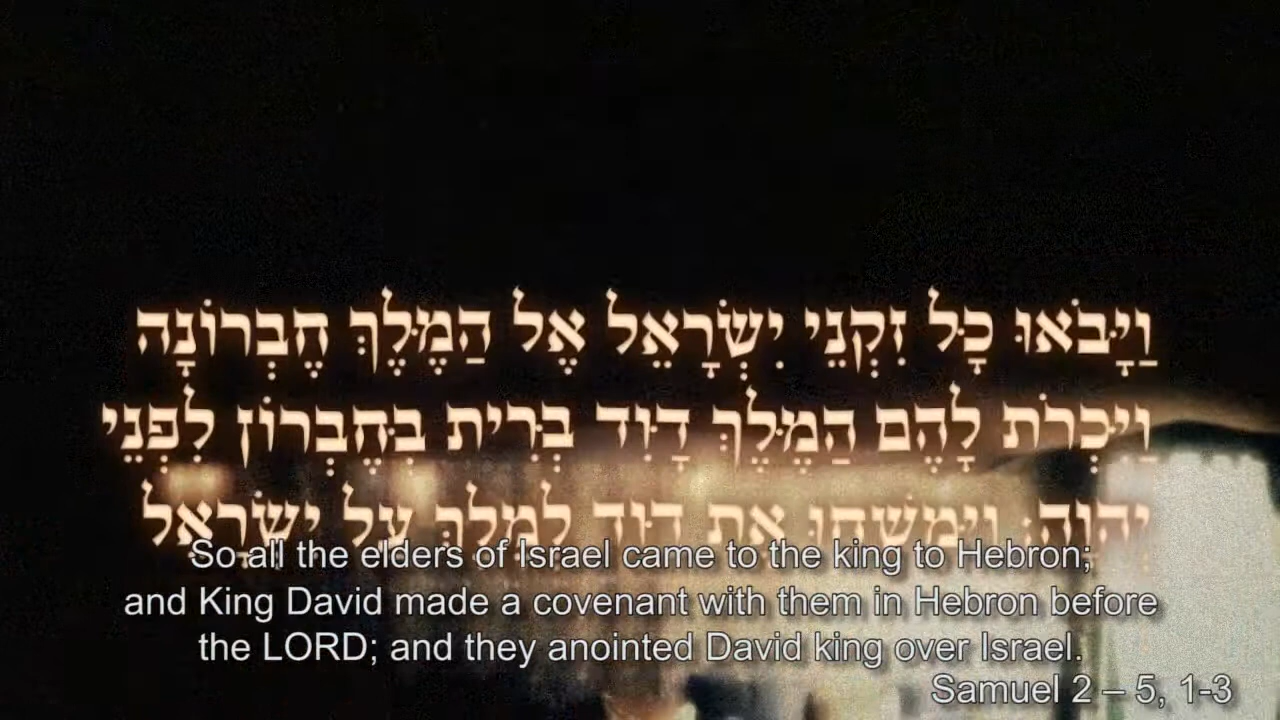 וַיָּבֹאוּ כָּל זִקְנֵי יִשְׂרָאֵל אֶל הַמֶּלֶךְ חֶבְרוֹנָה
וַיִּכְרֹת לָהֶם הַמֶּלֶךְ דָּוִד בְּרִית בְּחֶבְרוֹן לִפְנֵי
יְהוָה; וַיִּמְשְׁחוּ אֶת דָּוִד לְמֶלֶךְ עַל יִשְׂרָאֵל
So all the elders of Israel came to the king to Hebron;
and King David made a covenant with them in Hebron before
the LORD; and they anointed David king over Israel.
Samuel 2 – 5, 1-3